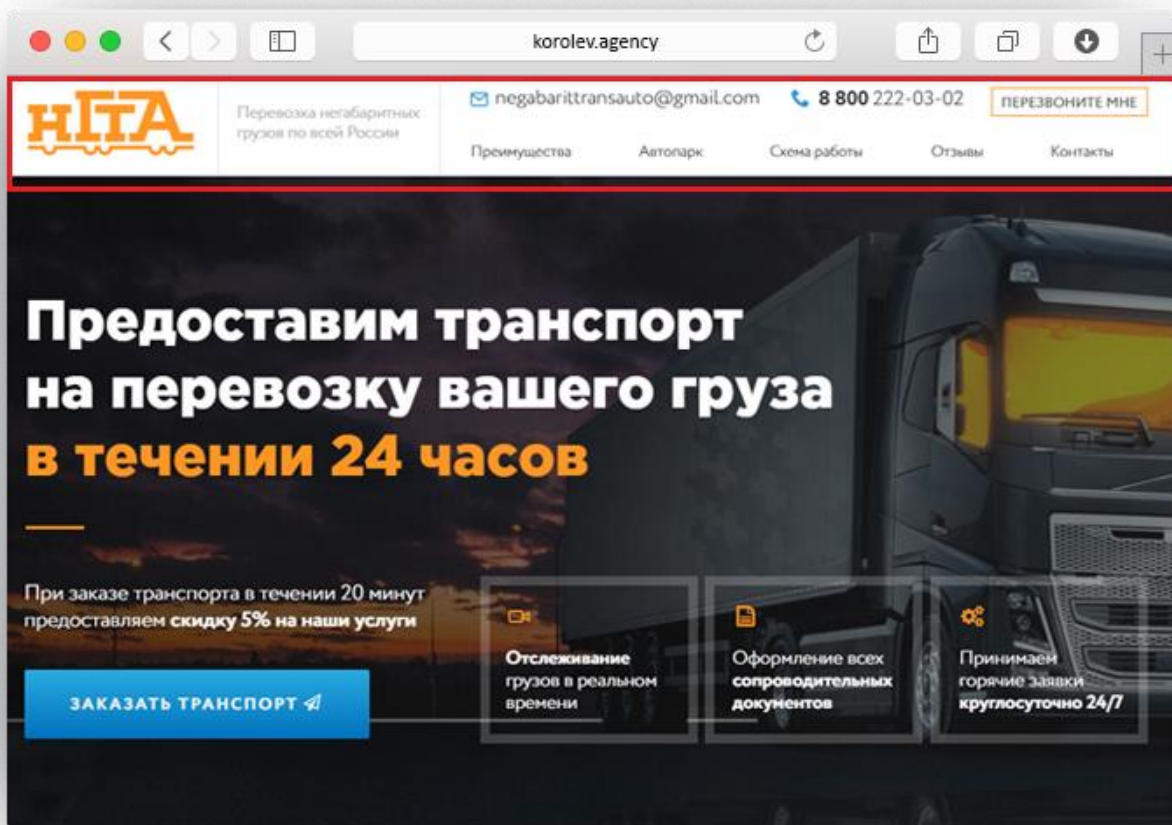 korolev.agency
НГТА
Перевозка негабаритных
грузов по всей России
negabarittransauto@gmail.com
8 800 222-03-02
ПЕРЕЗВОНИТЕ МНЕ
Преимущества
Автопарк
Схема работы
Отзывы
Контакты
Предоставим транспорт
на перевозку вашего груза
в течении 24 часов
При заказе транспорта в течении 20 минут
предоставляем скидку 5% на наши услуги
ЗАКАЗАТЬ ТРАНСПОРТ
Отслеживание
грузов в реальном
времени
Оформление всех
сопроводительных
документов
Принимаем
горячие заявки
круглосуточно 24/7